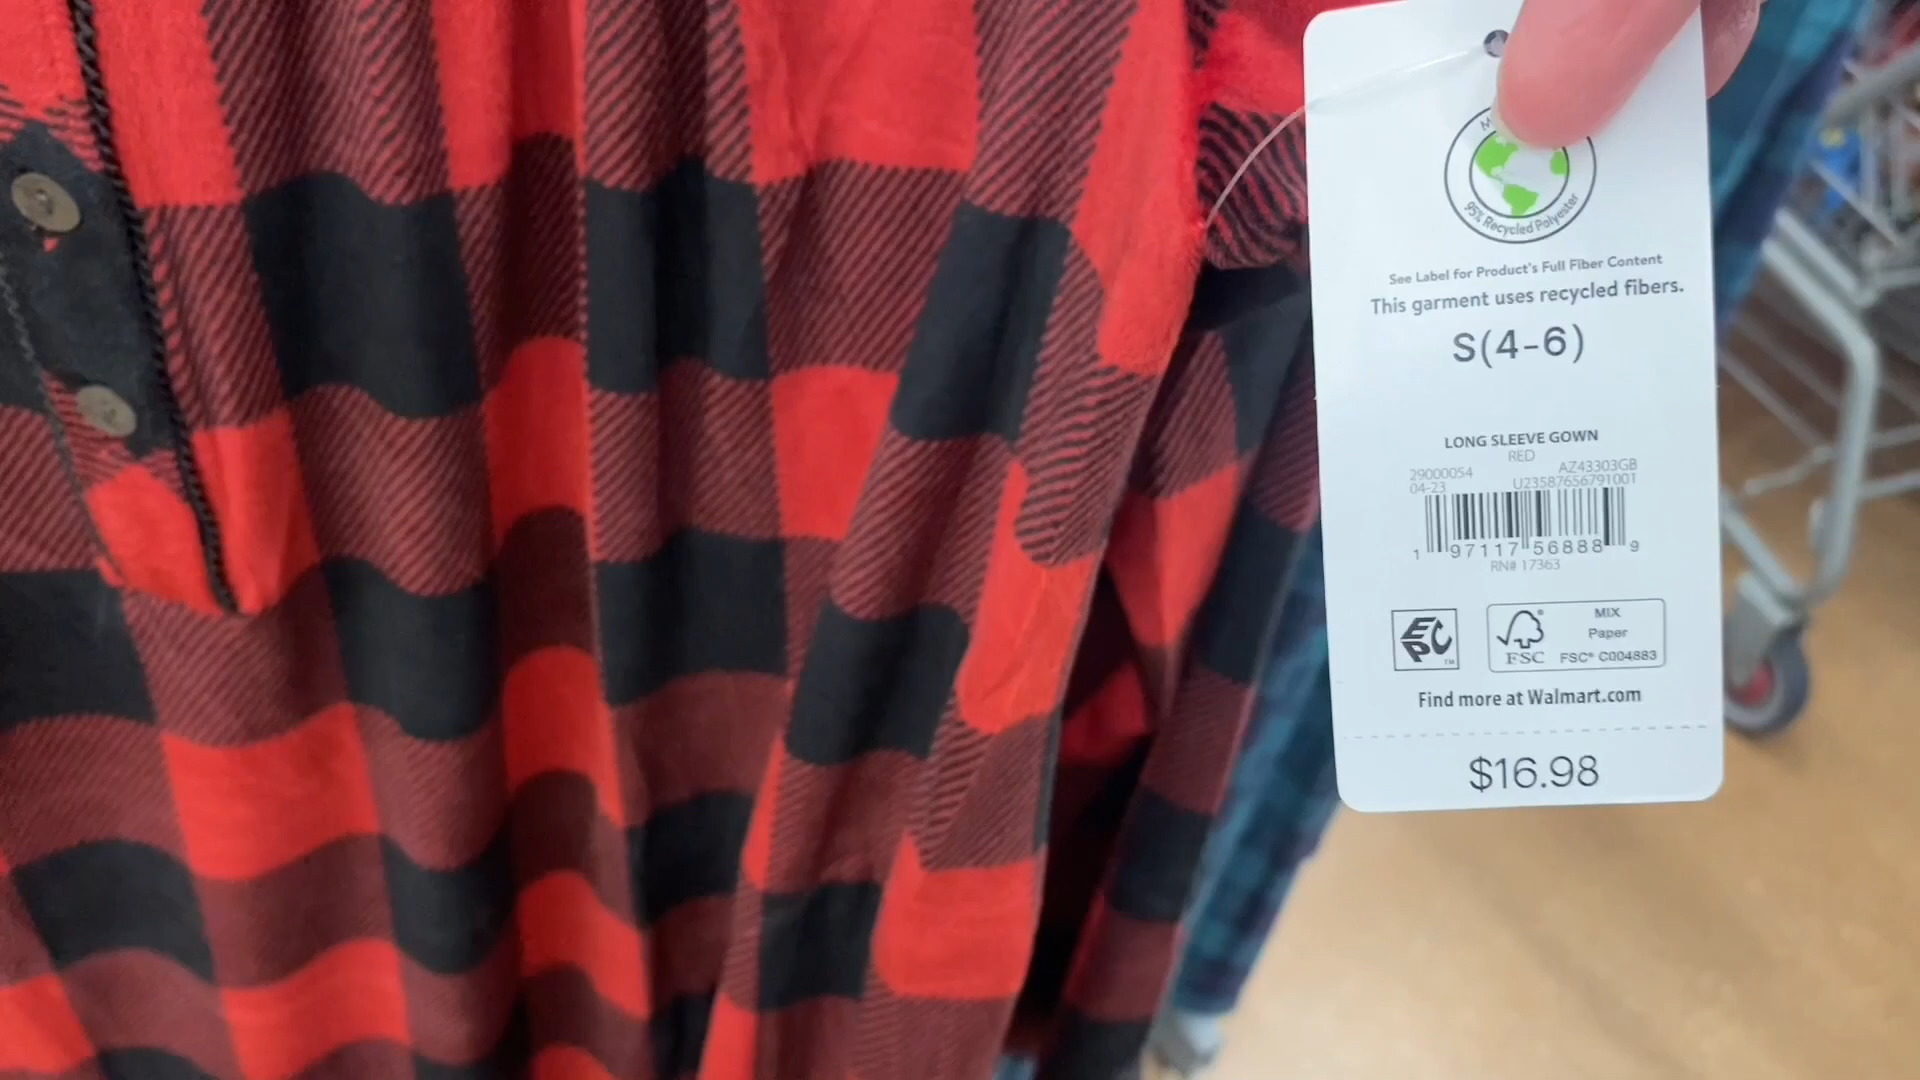 95% Recycled Polyester
See Label for Product's Full Fiber Content
This garment uses recycled fibers.
S(4-6)
LONG SLEEVE GOWN
RED
29000054 AZ43303GB
04-23 U23587656791001
1 97117 56888 9
RN# 17363
EPC™
FSC®
MIX
Paper
FSC® C004883
Find more at Walmart.com
$16.98